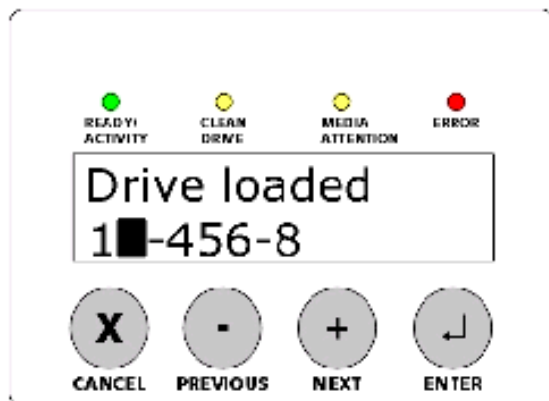 READY/
ACTIVITY
CLEAN
DRIVE
MEDIA
ATTENTION
ERROR
Drive loaded
1█-456-8
X
-
+
CANCEL
PREVIOUS
NEXT
ENTER